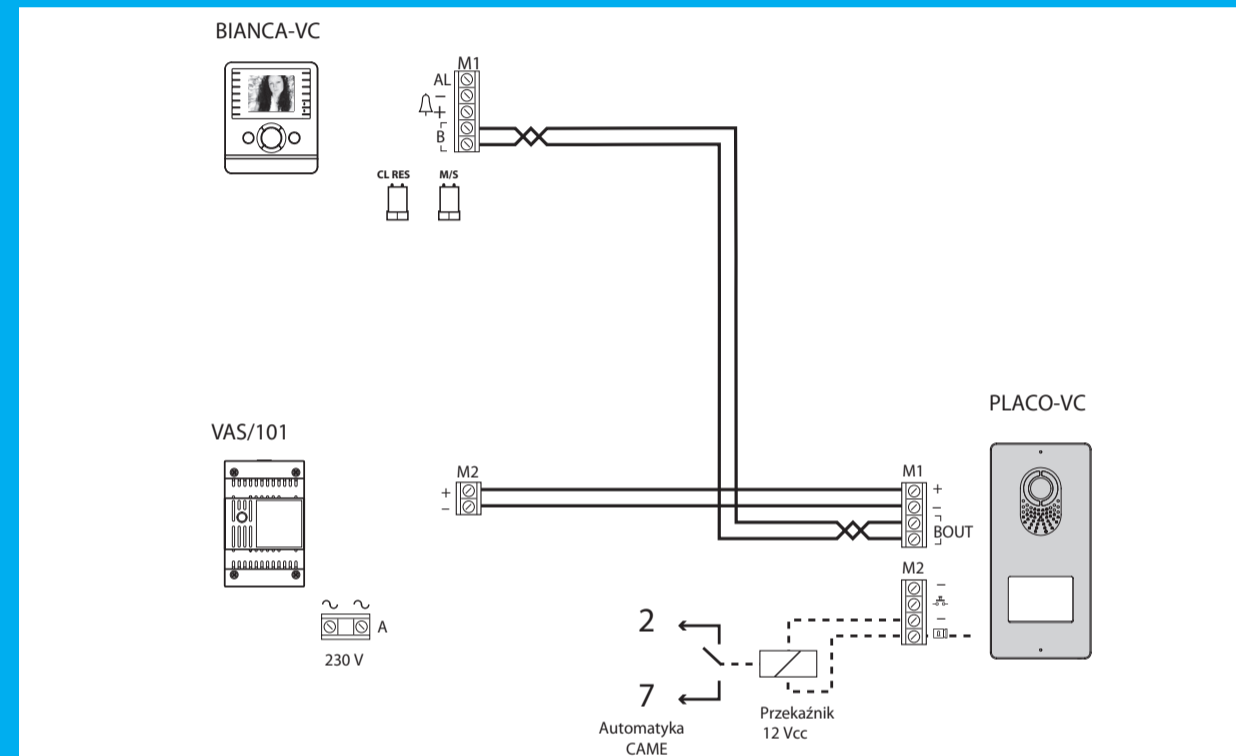 BIANCA-VC
M1
AL
−
+
B
CL RES
M/S
PLACO-VC
VAS/101
M2
+
−
M1
+
−
BOUT
M2
−
−
A
230 V
2
7
Automatyka
CAME
Przekaźnik
12 Vcc